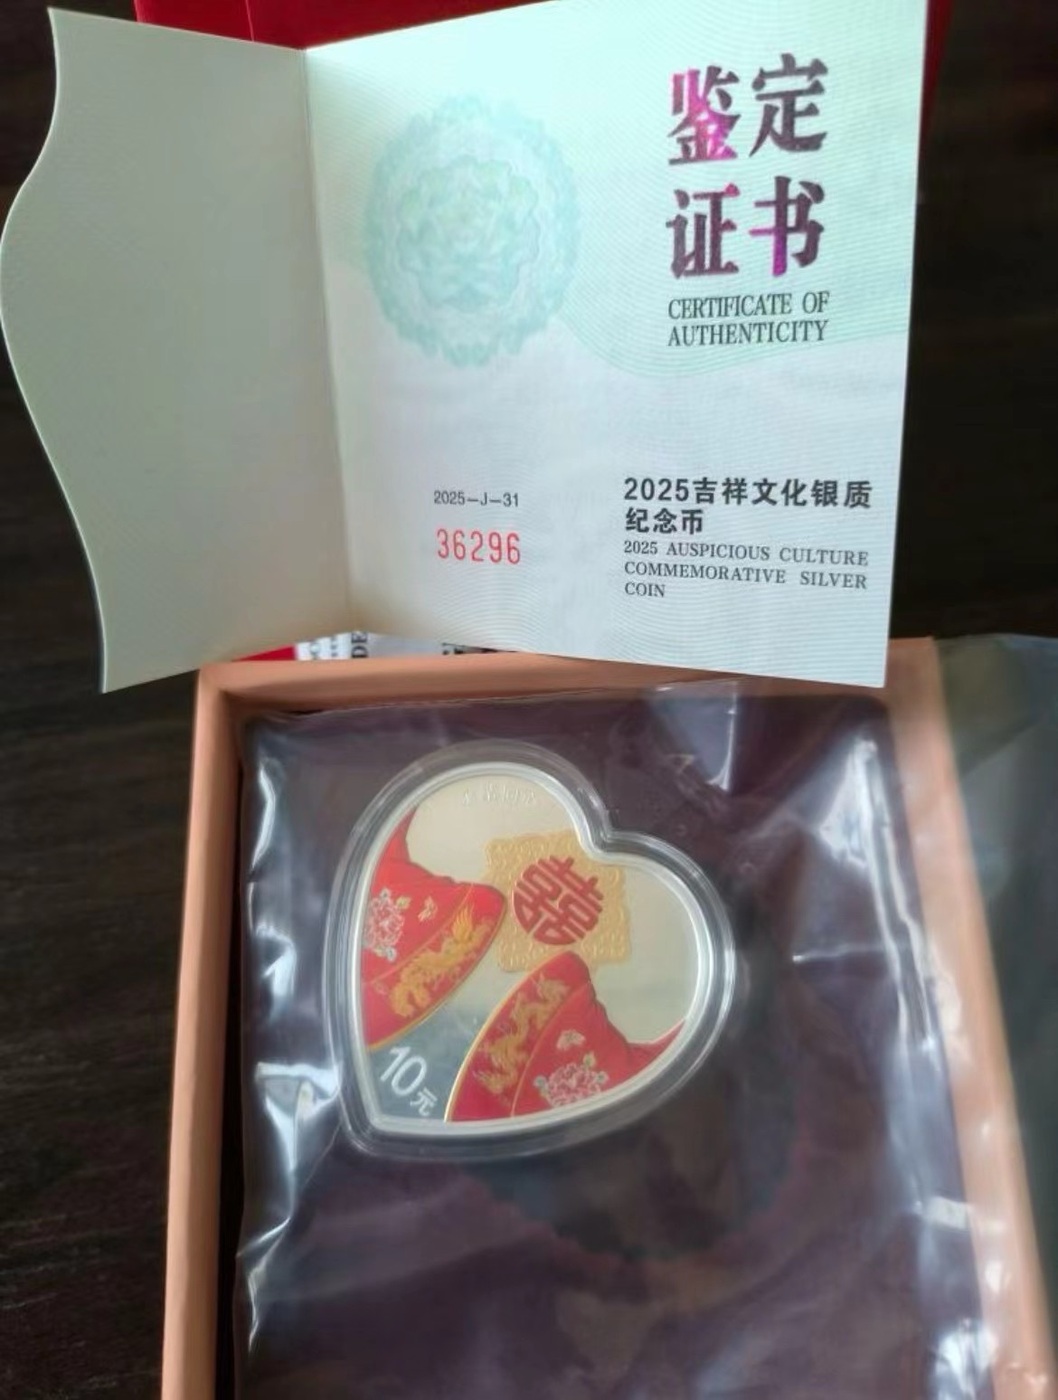 鉴定
证书
CERTIFICATE OF
AUTHENTICITY
2025-J-31
36296
2025吉祥文化银质
纪念币
2025 AUSPICIOUS CULTURE
COMMEMORATIVE SILVER
COIN
囍
10元